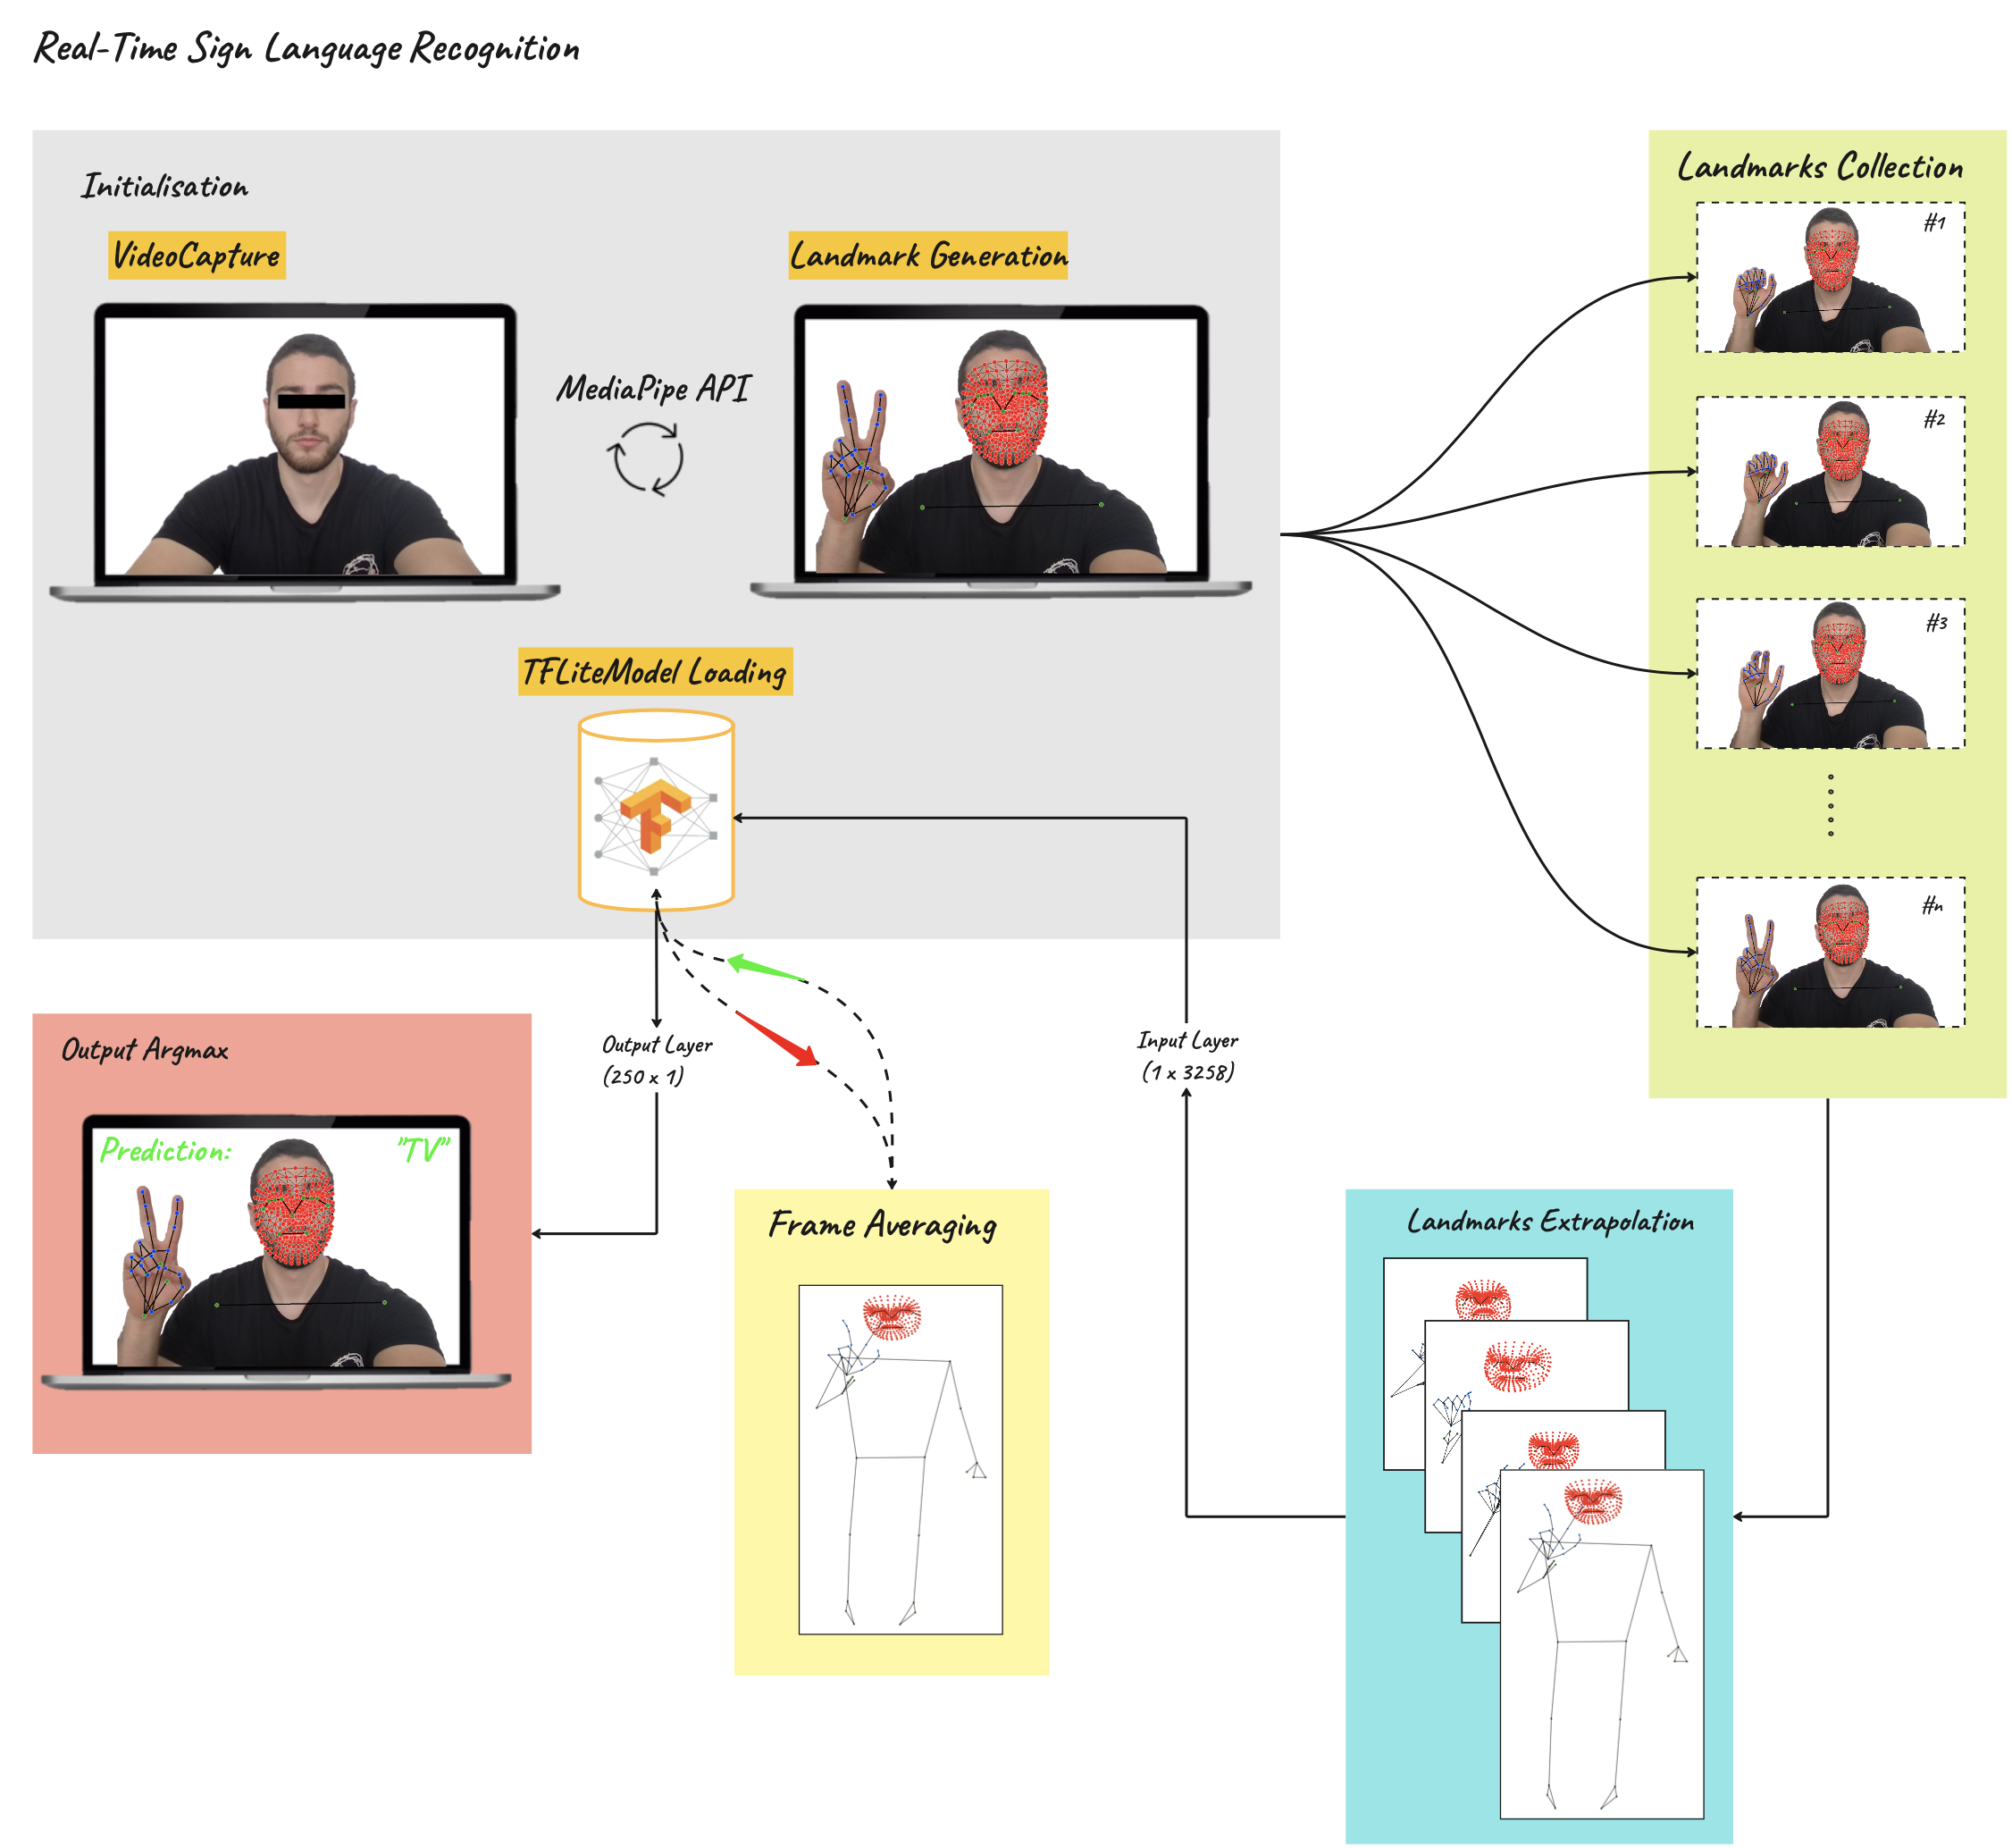 Real-Time Sign Language Recognition
Initialisation
VideoCapture
Landmark Generation
MediaPipe API
TFLiteModel Loading
Landmarks Collection
#1
#2
#3
#n
Output Layer
(250 x 1)
Input Layer
(1 x 3258)
Output Argmax
Prediction: "TV"
Frame Averaging
Landmarks Extrapolation